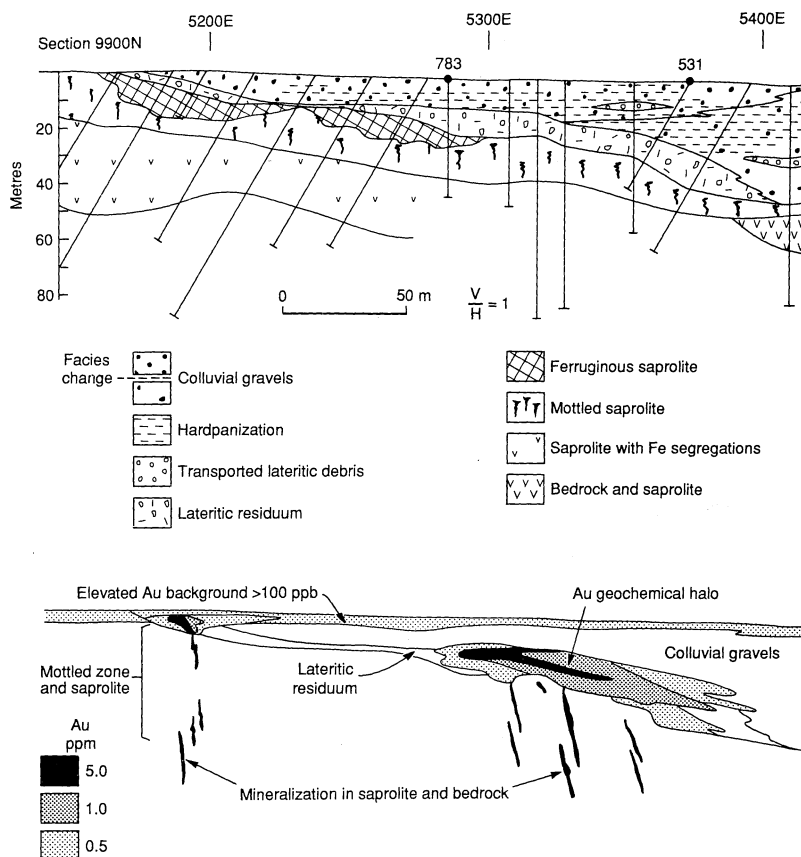 5200E
5300E
5400E
Section 9900N
783
531
Metres
20
40
60
80
0
50 m
V
H
= 1
Facies
change
Colluvial gravels
Hardpanization
Transported lateritic debris
Lateritic residuum
Ferruginous saprolite
Mottled saprolite
Saprolite with Fe segregations
Bedrock and saprolite
Elevated Au background >100 ppb
Au geochemical halo
Mottled zone
and saprolite
Lateritic
residuum
Colluvial gravels
Au
ppm
5.0
1.0
0.5
Mineralization in saprolite and bedrock